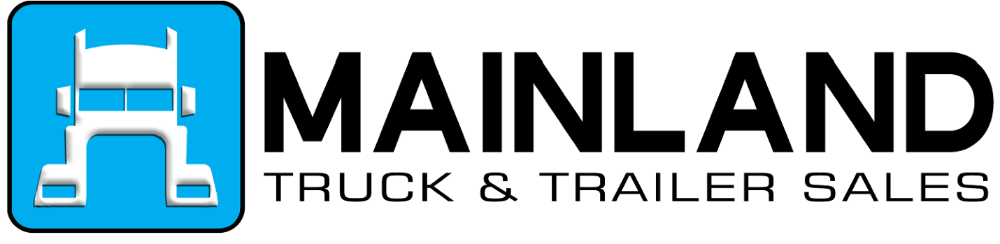 MAINLAND
TRUCK & TRAILER SALES